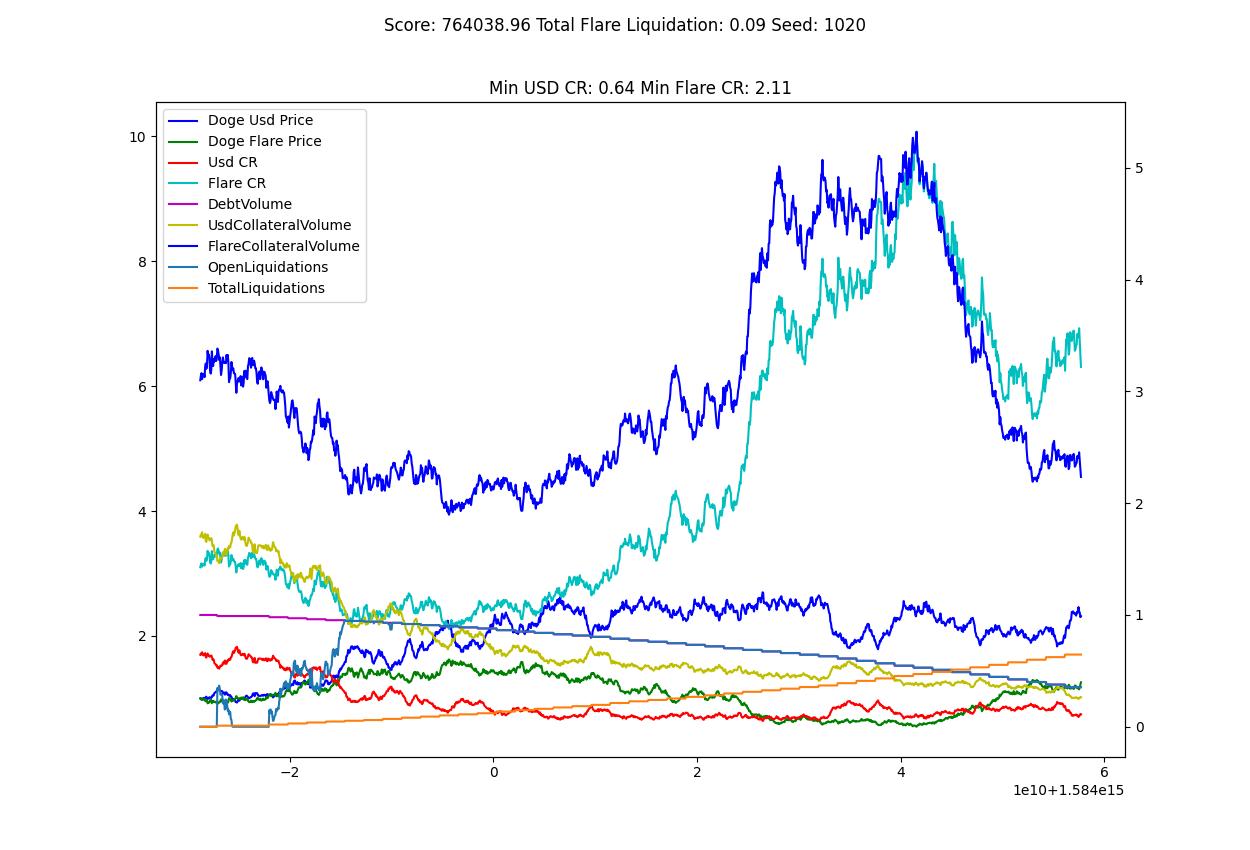 Score: 764038.96 Total Flare Liquidation: 0.09 Seed: 1020
Min USD CR: 0.64 Min Flare CR: 2.11
Doge Usd Price
Doge Flare Price
Usd CR
Flare CR
DebtVolume
UsdCollateralVolume
FlareCollateralVolume
OpenLiquidations
TotalLiquidations
10
8
6
4
2
5
4
3
2
1
0
−2
0
2
4
6
1e10+1.584e15